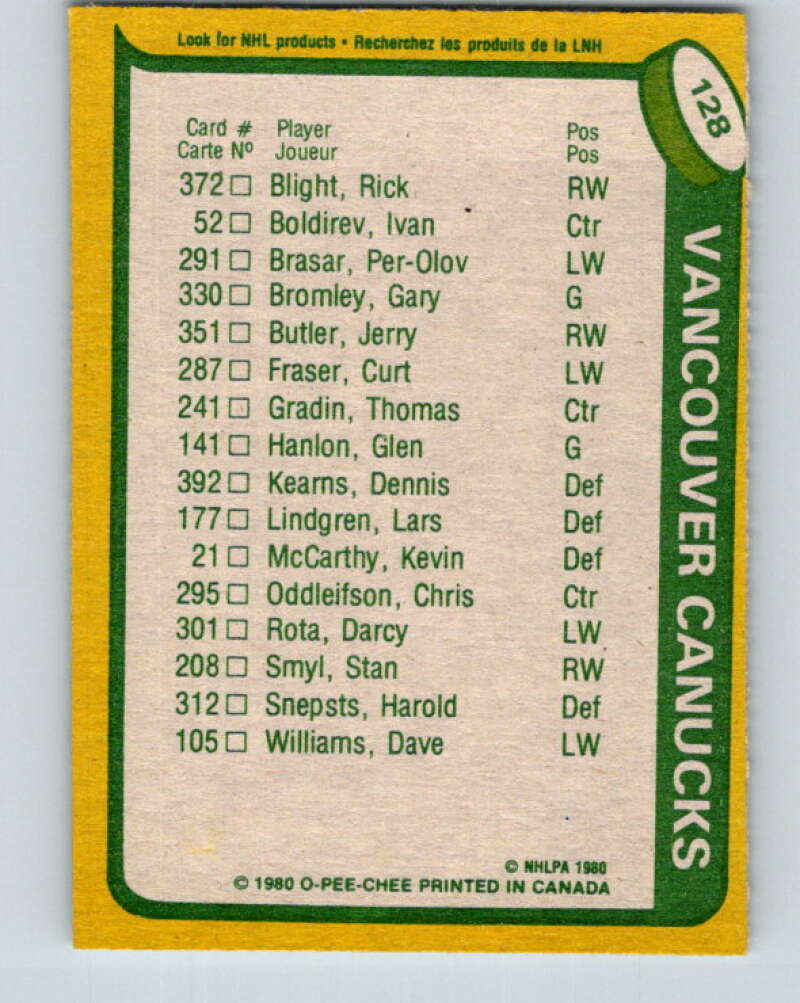 Look for NHL products • Recherchez les produits de la LNH
128
Card # Player Pos
Carte Nº Joueur Pos
372 □ Blight, Rick RW
52 □ Boldirev, Ivan Ctr
291 □ Brasar, Per-Olov LW
330 □ Bromley, Gary G
351 □ Butler, Jerry RW
287 □ Fraser, Curt LW
241 □ Gradin, Thomas Ctr
141 □ Hanlon, Glen G
392 □ Kearns, Dennis Def
177 □ Lindgren, Lars Def
21 □ McCarthy, Kevin Def
295 □ Oddleifson, Chris Ctr
301 □ Rota, Darcy LW
208 □ Smyl, Stan RW
312 □ Snepsts, Harold Def
105 □ Williams, Dave LW
VANCOUVER CANUCKS
© NHLPA 1980
© 1980 O-PEE-CHEE PRINTED IN CANADA